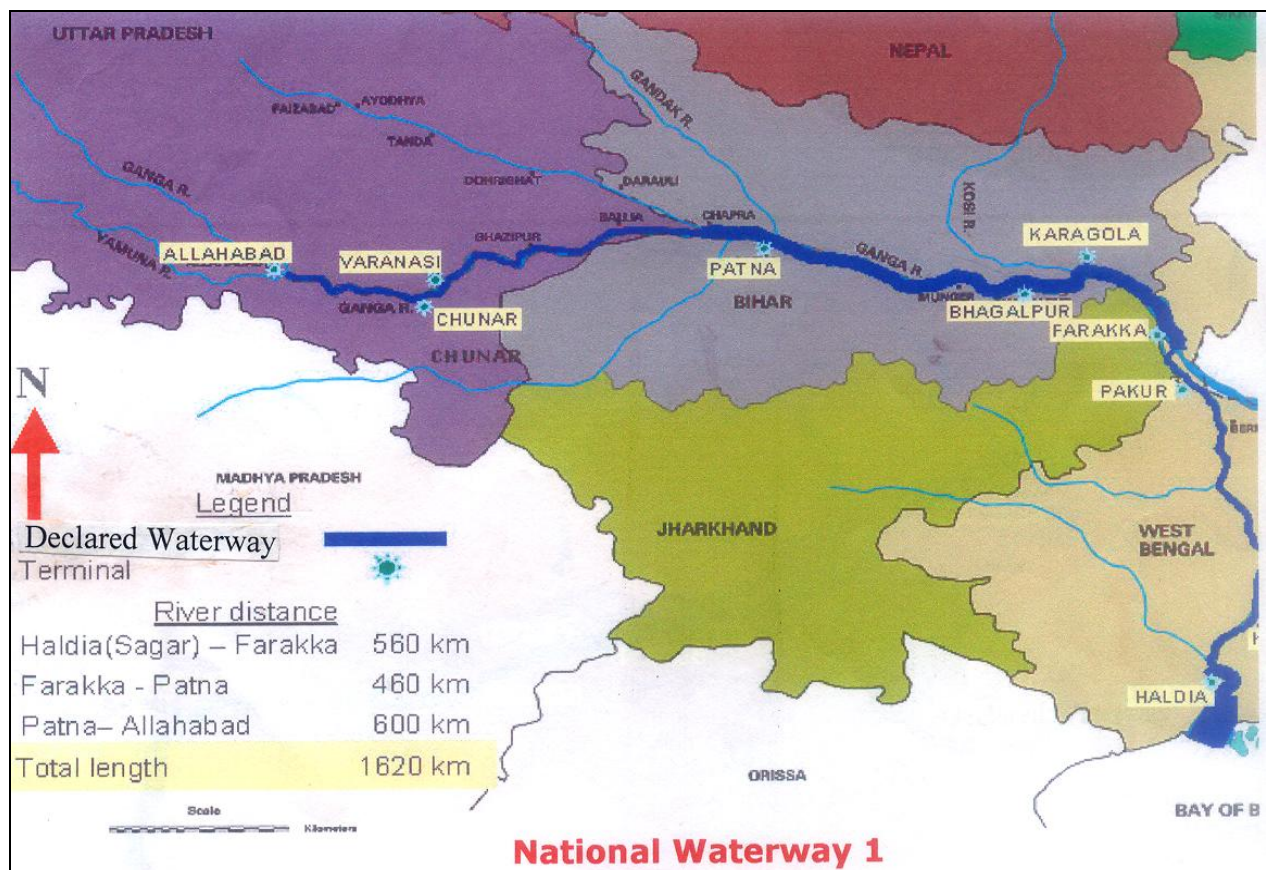 UTTAR PRADESH
NEPAL
GANDAK R.
AYODHYA
FAIZABAD
TANDA
GANGA R.
DOHRIGHAT
DARAULI
KOSI R.
BALLIA
CHAPRA
YAMUNA R.
ALLAHABAD
VARANASI
GHAZIPUR
PATNA
GANGA R.
KARAGOLA
GANGA R.
CHUNAR
BIHAR
MUNGER
BHAGALPUR
FARAKKA
CHUNAR
N
PAKUR
BER
MADHYA PRADESH
Legend
Declared Waterway
Terminal
JHARKHAND
WEST
BENGAL
River distance
Haldia(Sagar) – Farakka 560 km
Farakka - Patna 460 km
Patna– Allahabad 600 km
Total length 1620 km
HALDIA
ORISSA
Scale
Kilometers
BAY OF B
National Waterway 1